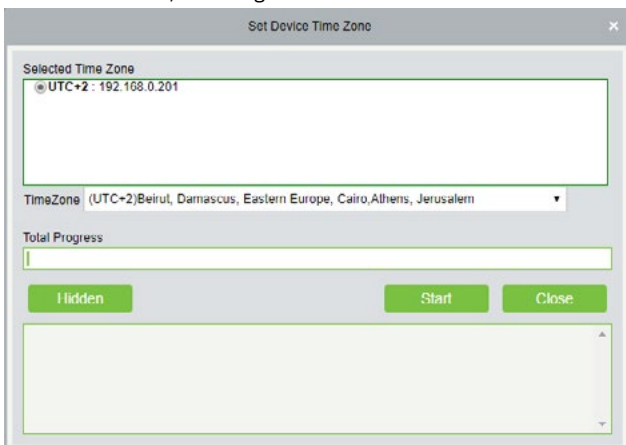 Set Device Time Zone
Selected Time Zone
UTC+2 : 192.168.0.201
TimeZone (UTC+2)Beirut, Damascus, Eastern Europe, Cairo,Athens, Jerusalem
Total Progress
Hidden Start Close